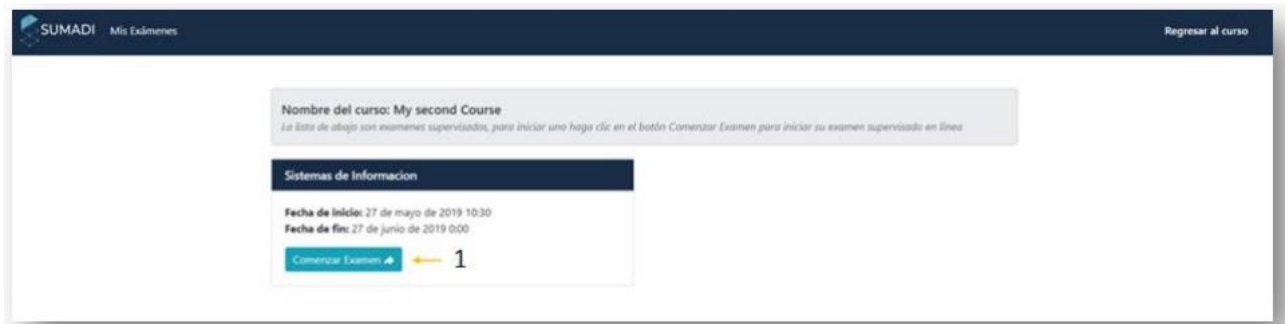 SUMADI Mis Exámenes Regresar al curso
Nombre del curso: My second Course
La lista de abajo son examenes supervisados, para iniciar uno haga clic en el botón Comenzar Examen para iniciar su examen supervisado en línea
Sistemas de Informacion
Fecha de inicio: 27 de mayo de 2019 10:30
Fecha de fin: 27 de junio de 2019 0:00
Comenzar Examen 1